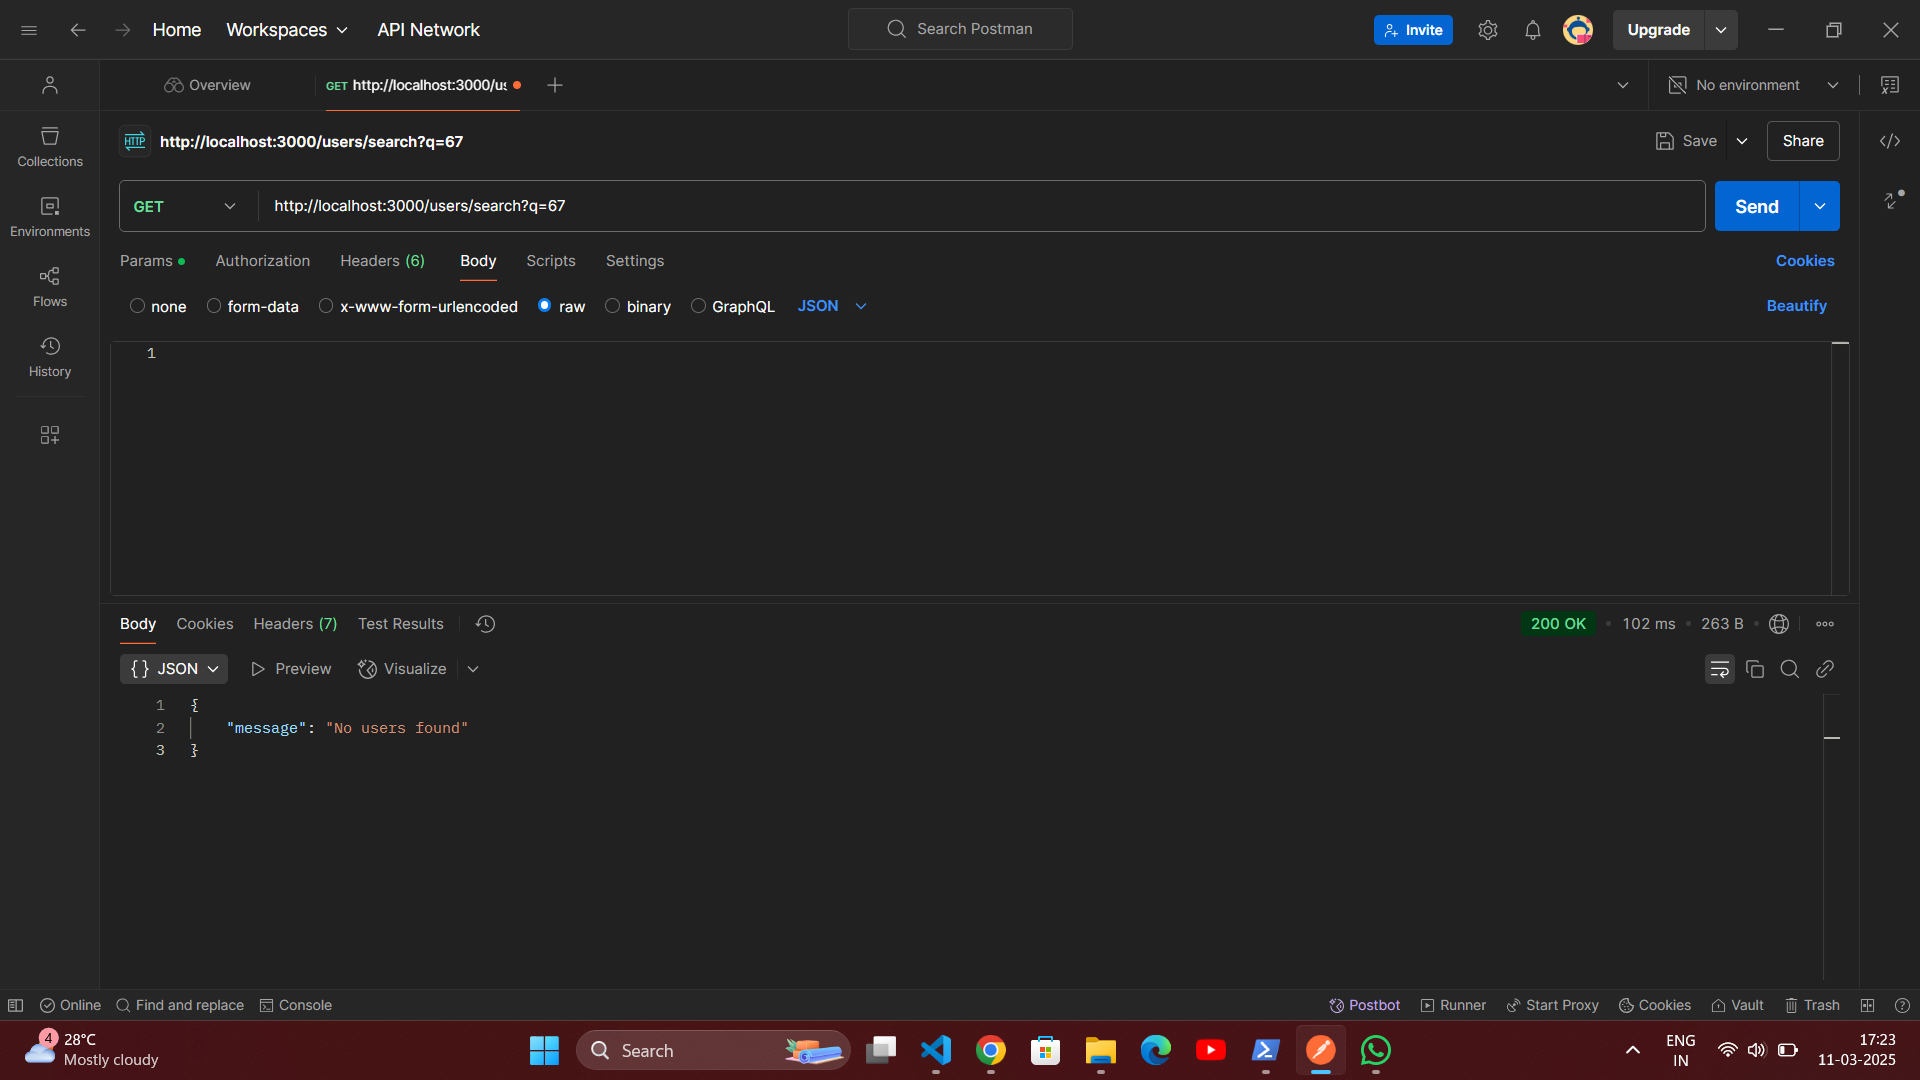 Home Workspaces API Network Search Postman Invite Upgrade
Overview GET http://localhost:3000/us No environment
HTTP http://localhost:3000/users/search?q=67 Save Share
GET http://localhost:3000/users/search?q=67 Send
Params Authorization Headers (6) Body Scripts Settings Cookies
none form-data x-www-form-urlencoded raw binary GraphQL JSON Beautify
Collections
Environments
Flows
History
1
Body Cookies Headers (7) Test Results 200 OK • 102 ms • 263 B
{} JSON Preview Visualize
1 {
2 "message": "No users found"
3 }
Online Find and replace Console Postbot Runner Start Proxy Cookies Vault Trash
4 28°C
Mostly cloudy
Search
ENG
IN
17:23
11-03-2025